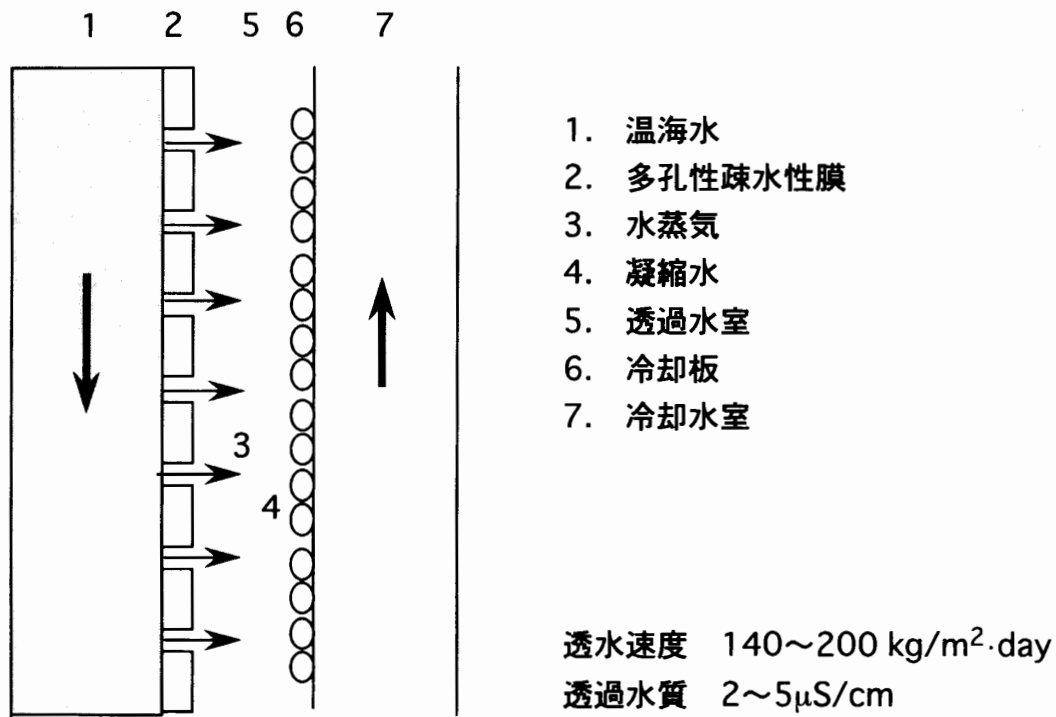 1 2 5 6 7
1. 温海水
2. 多孔性疎水性膜
3. 水蒸気
4. 凝縮水
5. 透過水室
6. 冷却板
7. 冷却水室
3
4
透水速度 140～200 kg/m²·day
透過水質 2～5μS/cm